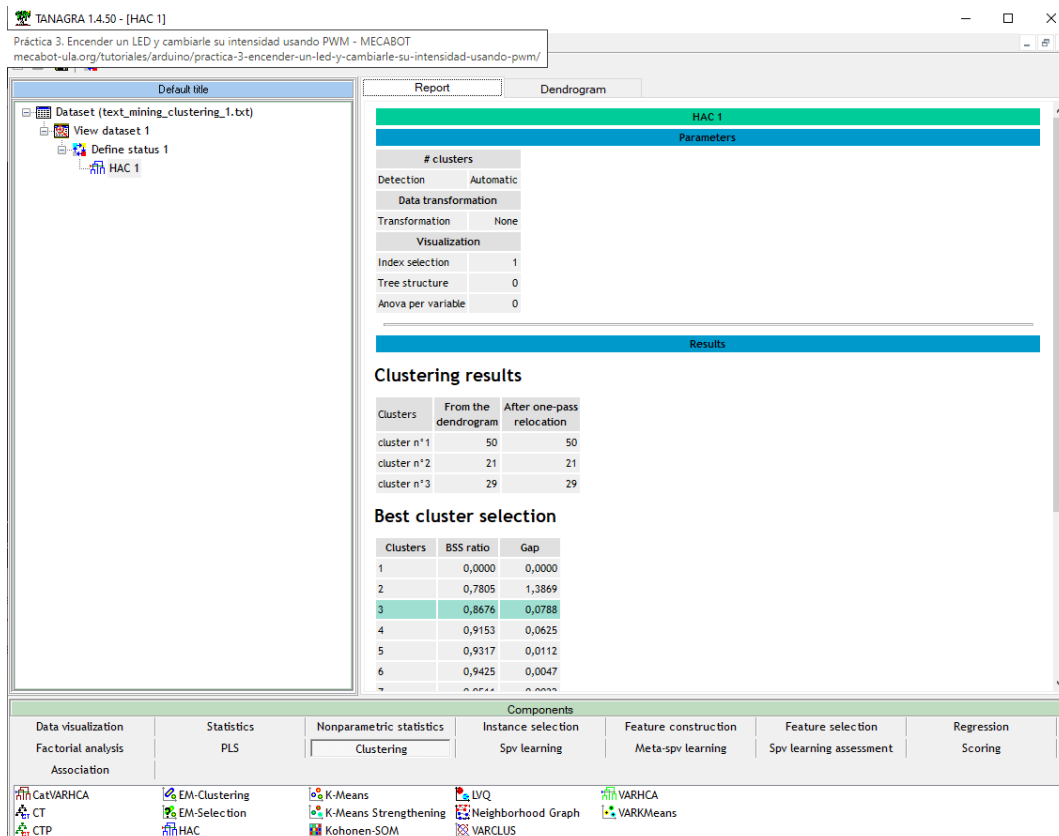 TANAGRA 1.4.50 - [HAC 1]
Práctica 3. Encender un LED y cambiarle su intensidad usando PWM - MECABOT
mecabot-ula.org/tutoriales/arduino/practica-3-encender-un-led-y-cambiarle-su-intensidad-usando-pwm/
Default title
Dataset (text_mining_clustering_1.txt)
View dataset 1
Define status 1
HAC 1
Report Dendrogram
HAC 1
Parameters
# clusters
Detection Automatic
Data transformation
Transformation None
Visualization
Index selection 1
Tree structure 0
Anova per variable 0
Results
Clustering results
Clusters From the dendrogram After one-pass relocation
cluster n°1 50 50
cluster n°2 21 21
cluster n°3 29 29
Best cluster selection
Clusters BSS ratio Gap
1 0,0000 0,0000
2 0,7805 1,3869
3 0,8676 0,0788
4 0,9153 0,0625
5 0,9317 0,0112
6 0,9425 0,0047
Components
Data visualization Statistics Nonparametric statistics Instance selection Feature construction Feature selection Regression
Factorial analysis PLS Clustering Spv learning Meta-spv learning Spv learning assessment Scoring
Association
CatVARHCA EM-Clustering K-Means LVQ VARHCA
CT EM-Selection K-Means Strengthening Neighborhood Graph VARKMeans
CTP HAC Kohonen-SOM VARCLUS